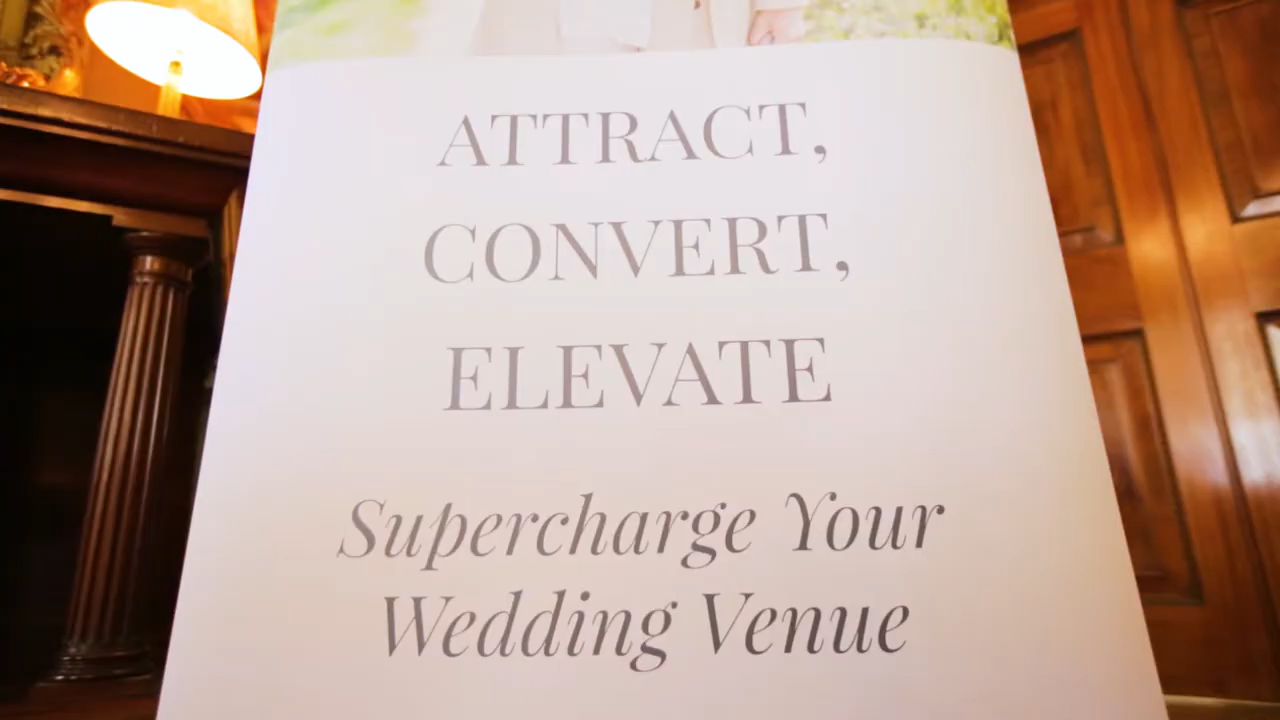 ATTRACT,
CONVERT,
ELEVATE
Supercharge Your
Wedding Venue